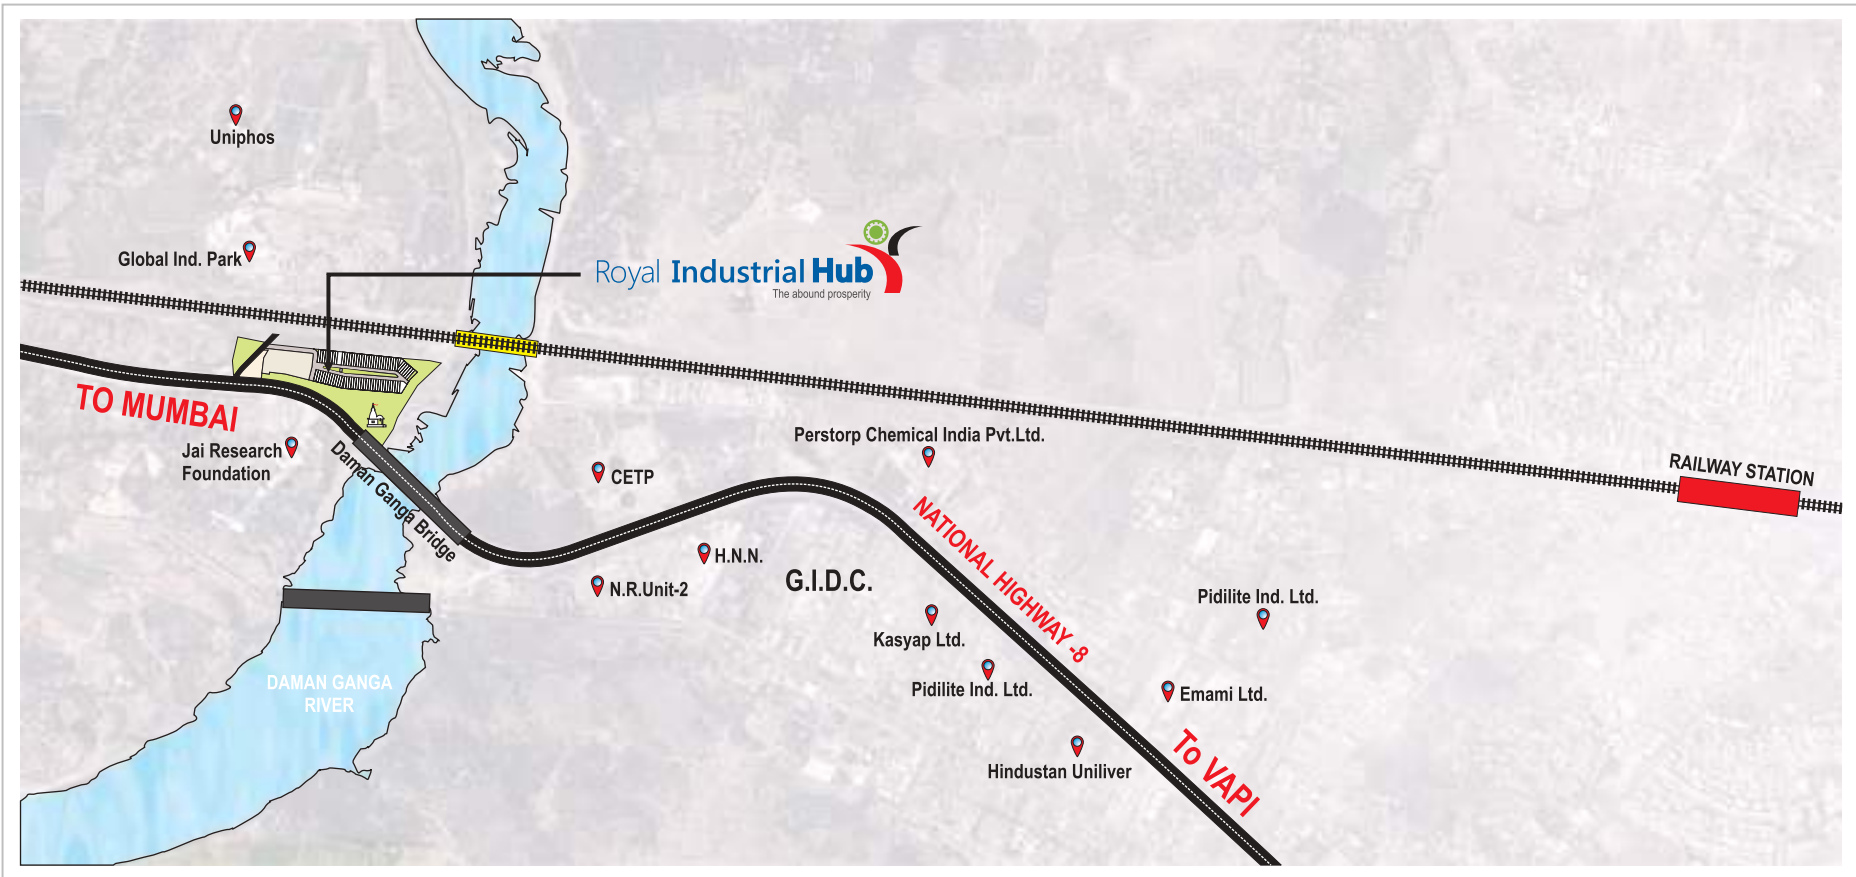 Uniphos
Global Ind. Park
Royal Industrial Hub
The abound prosperity
TO MUMBAI
Jai Research
Foundation
Daman Ganga Bridge
CETP
Perstorp Chemical India Pvt.Ltd.
RAILWAY STATION
NATIONAL HIGHWAY -8
H.N.N.
N.R.Unit-2
G.I.D.C.
Pidilite Ind. Ltd.
Kasyap Ltd.
DAMAN GANGA
RIVER
Pidilite Ind. Ltd.
Emami Ltd.
Hindustan Uniliver
To VAPI